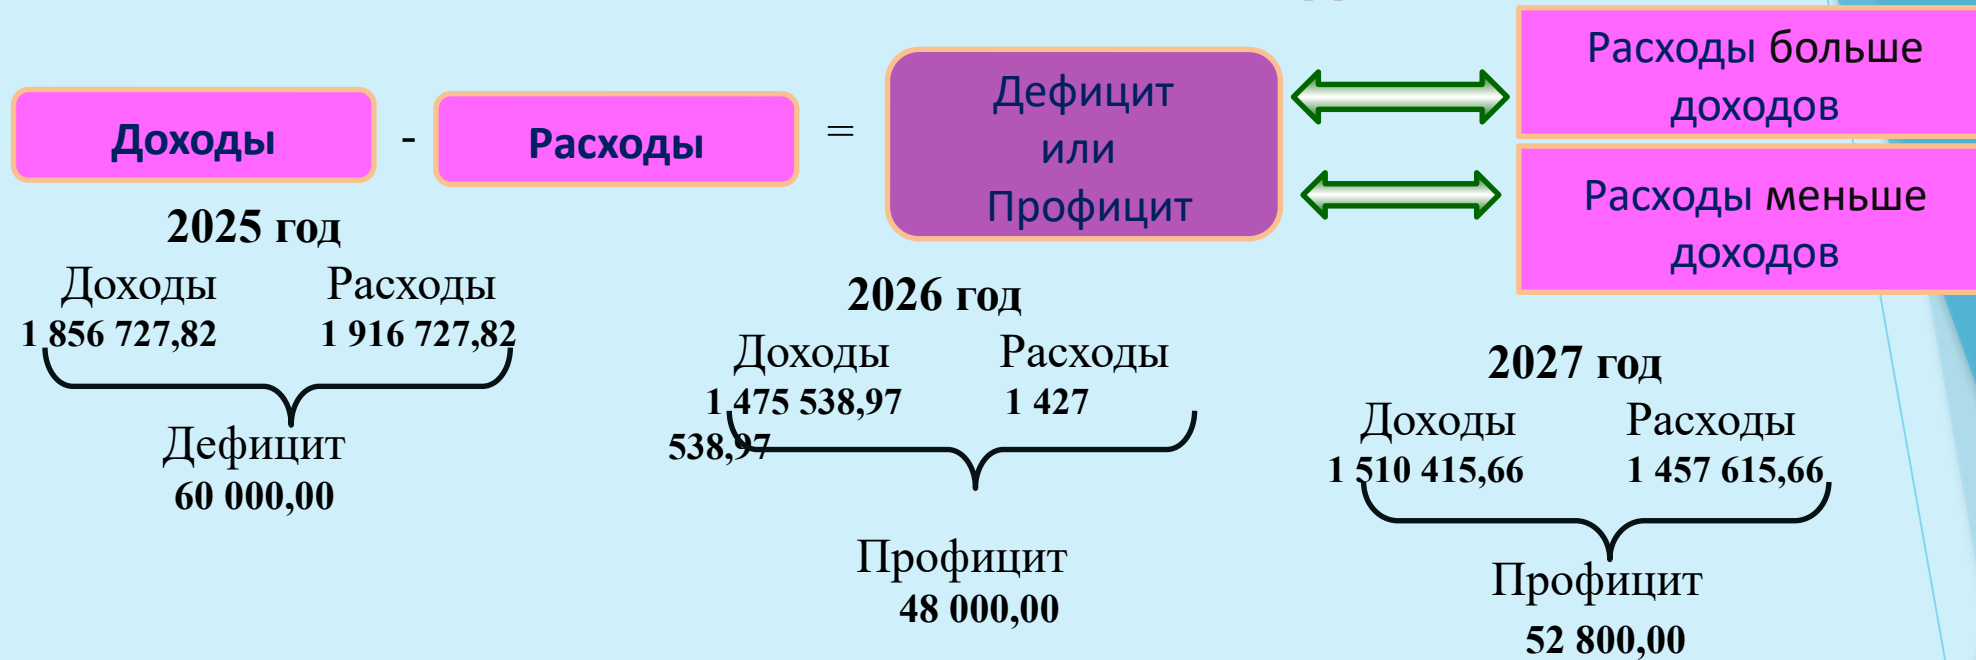 Доходы - Расходы = Дефицит
или
Профицит
Расходы больше
доходов
Расходы меньше
доходов
2025 год
Доходы Расходы
1 856 727,82 1 916 727,82
Дефицит
60 000,00
2026 год
Доходы Расходы
1 475 538,97 1 427
538,97
Профицит
48 000,00
2027 год
Доходы Расходы
1 510 415,66 1 457 615,66
Профицит
52 800,00